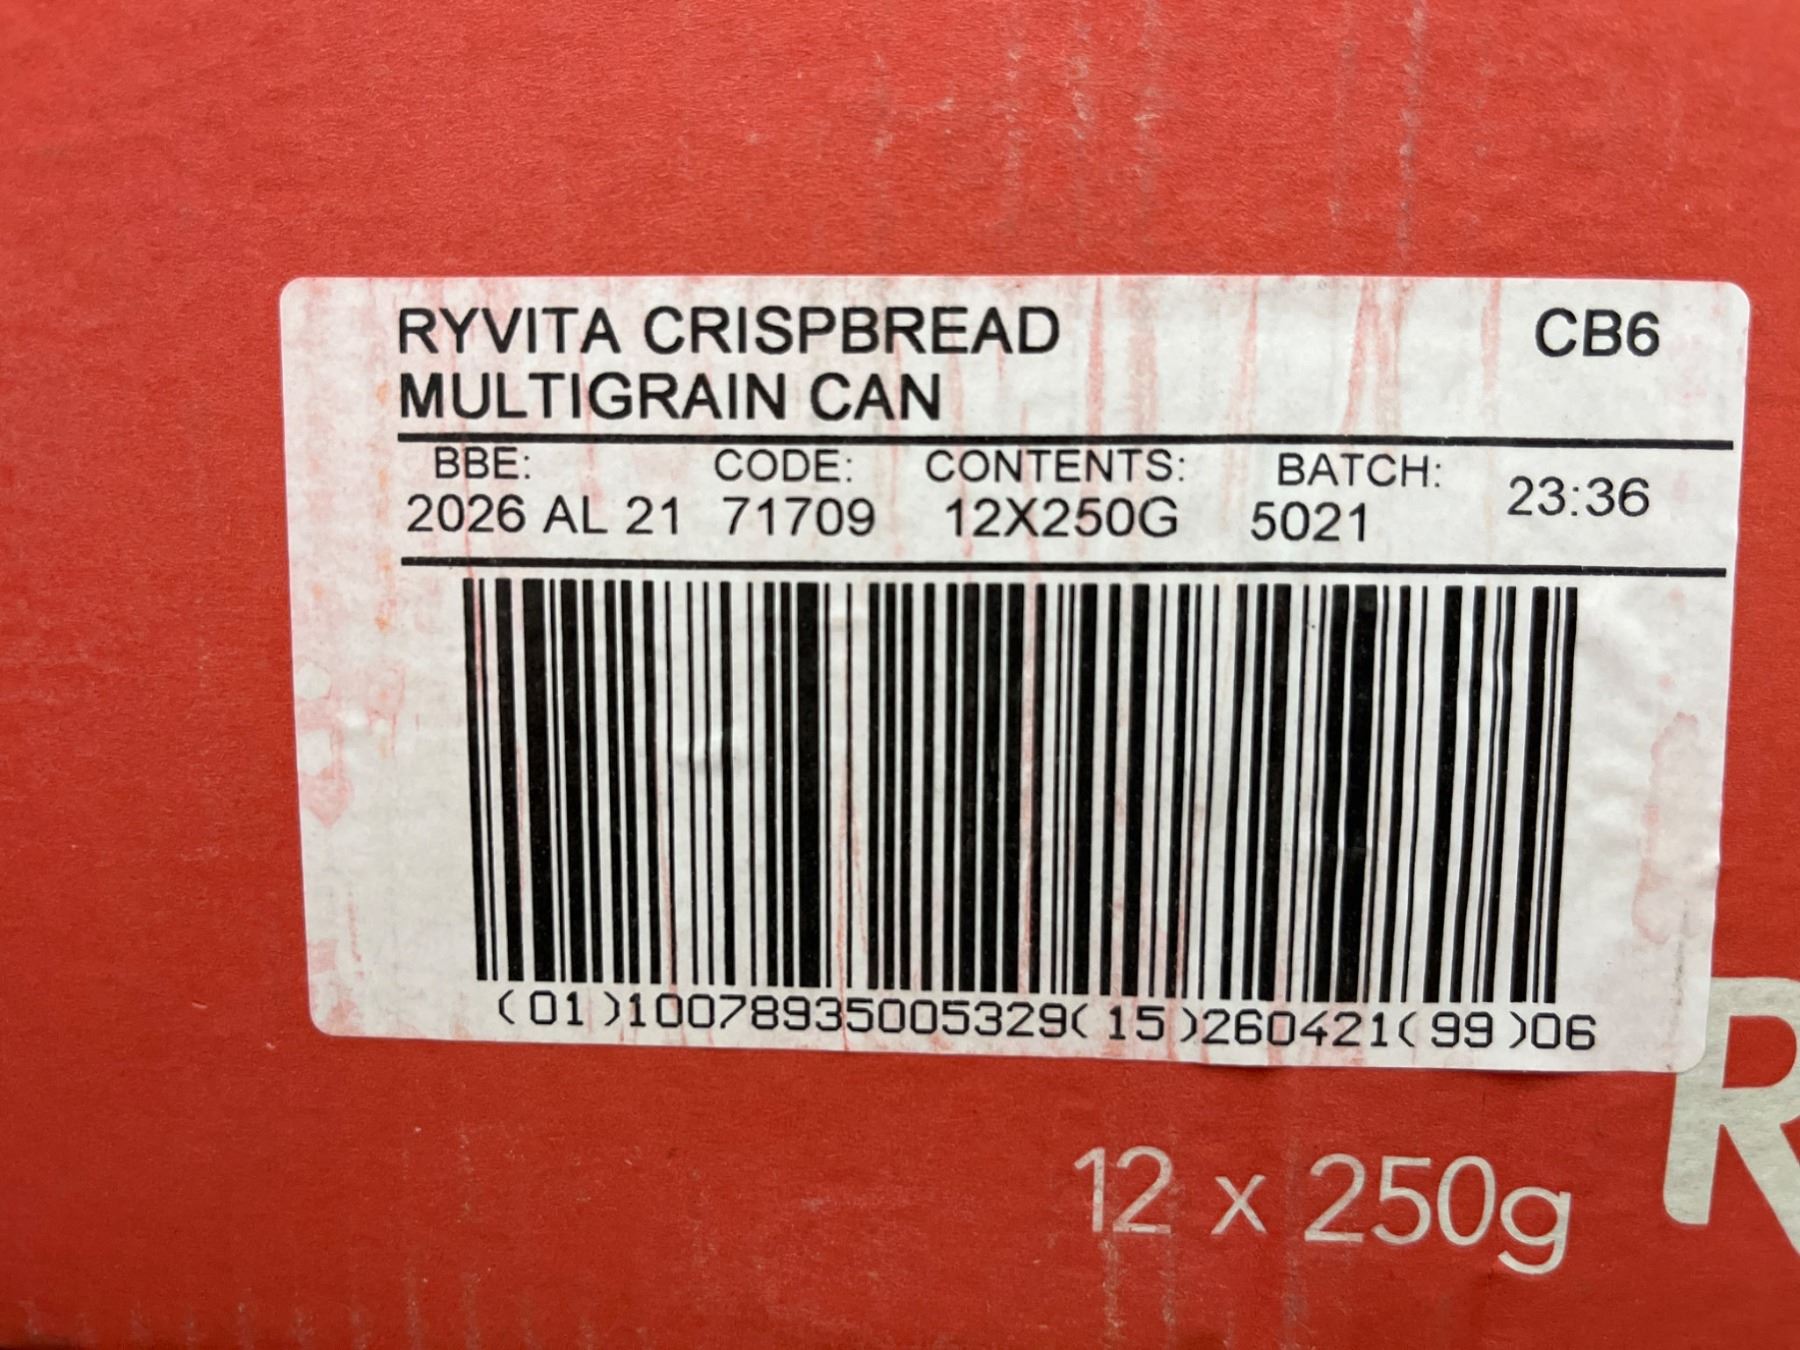 RYVITA CRISPBREAD CB6
MULTIGRAIN CAN
BBE: CODE: CONTENTS: BATCH:
2026 AL 21 71709 12X250G 5021 23:36
(01)10078935005329(15)260421(99)06
12 x 250g
R